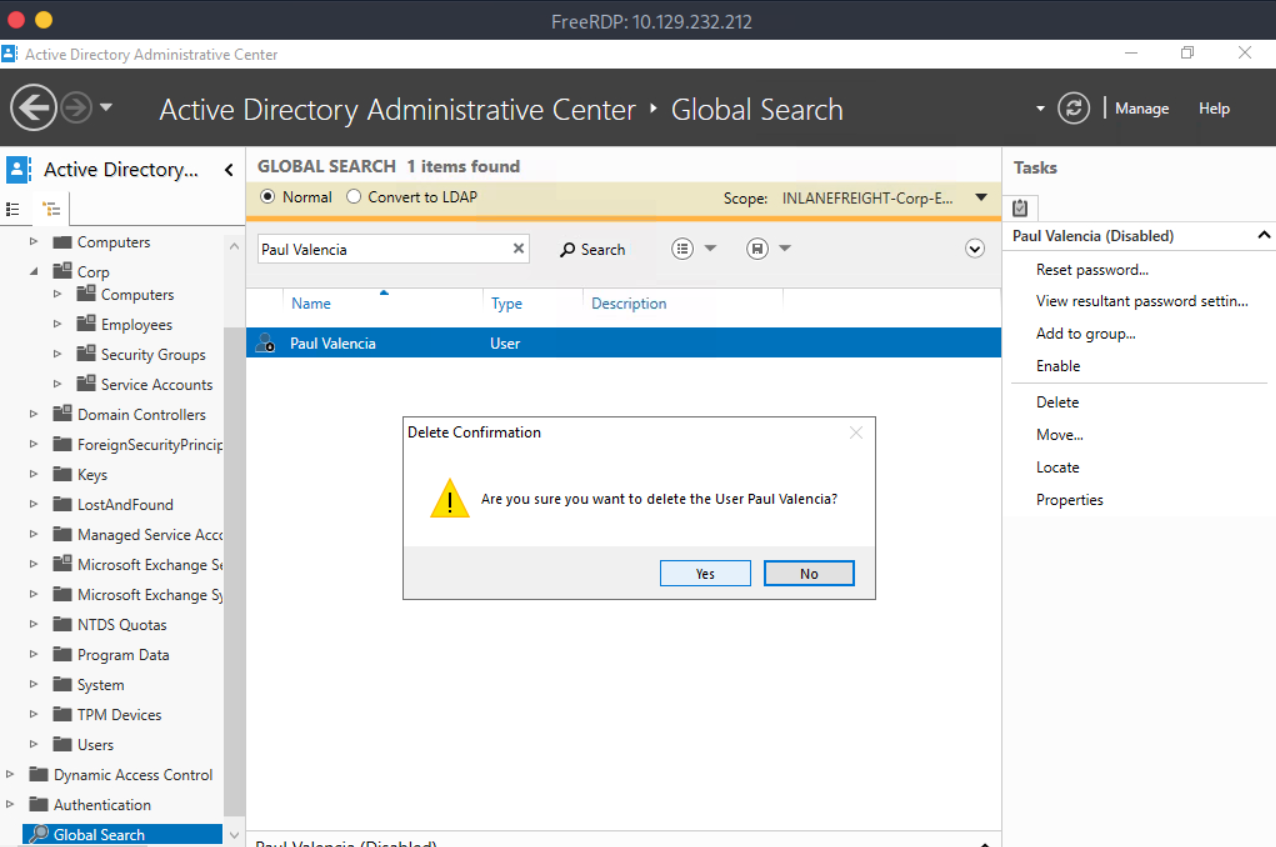 FreeRDP: 10.129.232.212
Active Directory Administrative Center
Active Directory Administrative Center ‣ Global Search
Manage
Help
Active Directory...
Computers
Corp
Computers
Employees
Security Groups
Service Accounts
Domain Controllers
ForeignSecurityPrincip
Keys
LostAndFound
Managed Service Acco
Microsoft Exchange Se
Microsoft Exchange Sy
NTDS Quotas
Program Data
System
TPM Devices
Users
Dynamic Access Control
Authentication
Global Search
GLOBAL SEARCH 1 items found
Normal Convert to LDAP Scope: INLANEFREIGHT-Corp-E...
Paul Valencia Search
Name Type Description
Paul Valencia User
Delete Confirmation
Are you sure you want to delete the User Paul Valencia?
Yes No
Paul Valencia (Disabled)
Tasks
Paul Valencia (Disabled)
Reset password...
View resultant password settin...
Add to group...
Enable
Delete
Move...
Locate
Properties